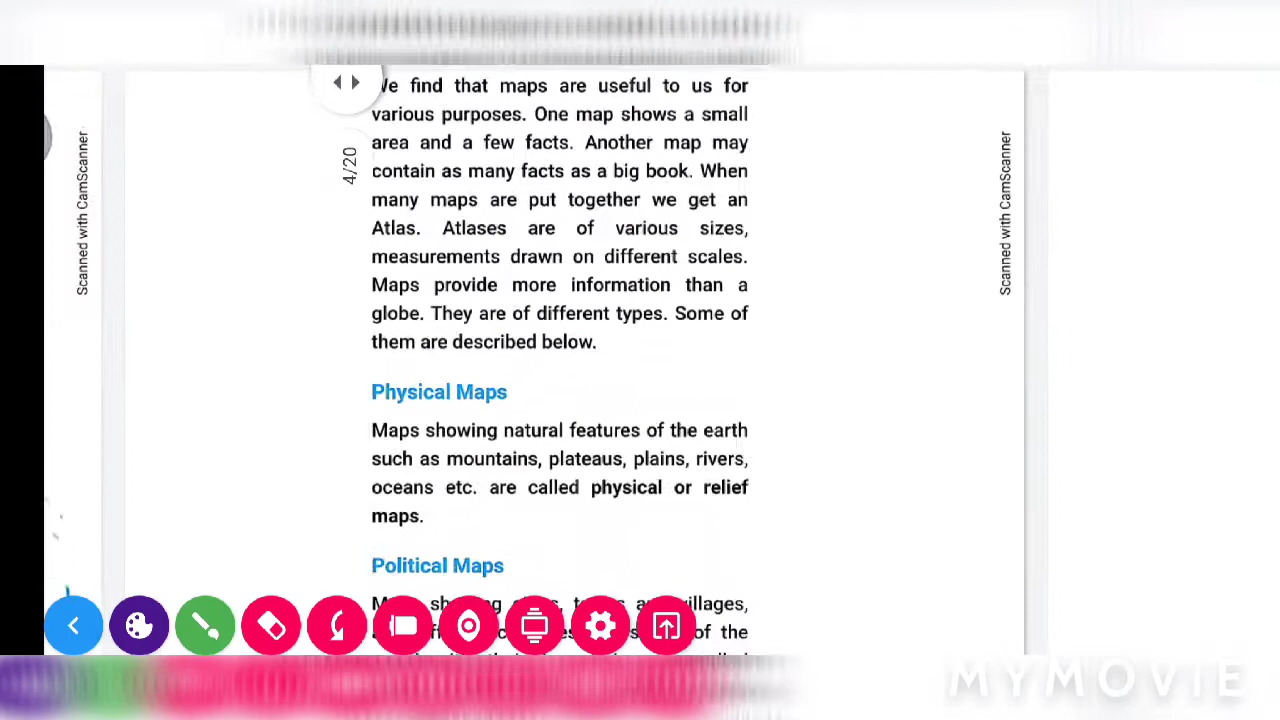 We find that maps are useful to us for
various purposes. One map shows a small
area and a few facts. Another map may
contain as many facts as a big book. When
many maps are put together we get an
Atlas. Atlases are of various sizes,
measurements drawn on different scales.
Maps provide more information than a
globe. They are of different types. Some of
them are described below.
Physical Maps
Maps showing natural features of the earth
such as mountains, plateaus, plains, rivers,
oceans etc. are called physical or relief
maps.
Political Maps
villages,
of the
4/20
Scanned with CamScanner
Scanned with CamScanner
MYMOVIE